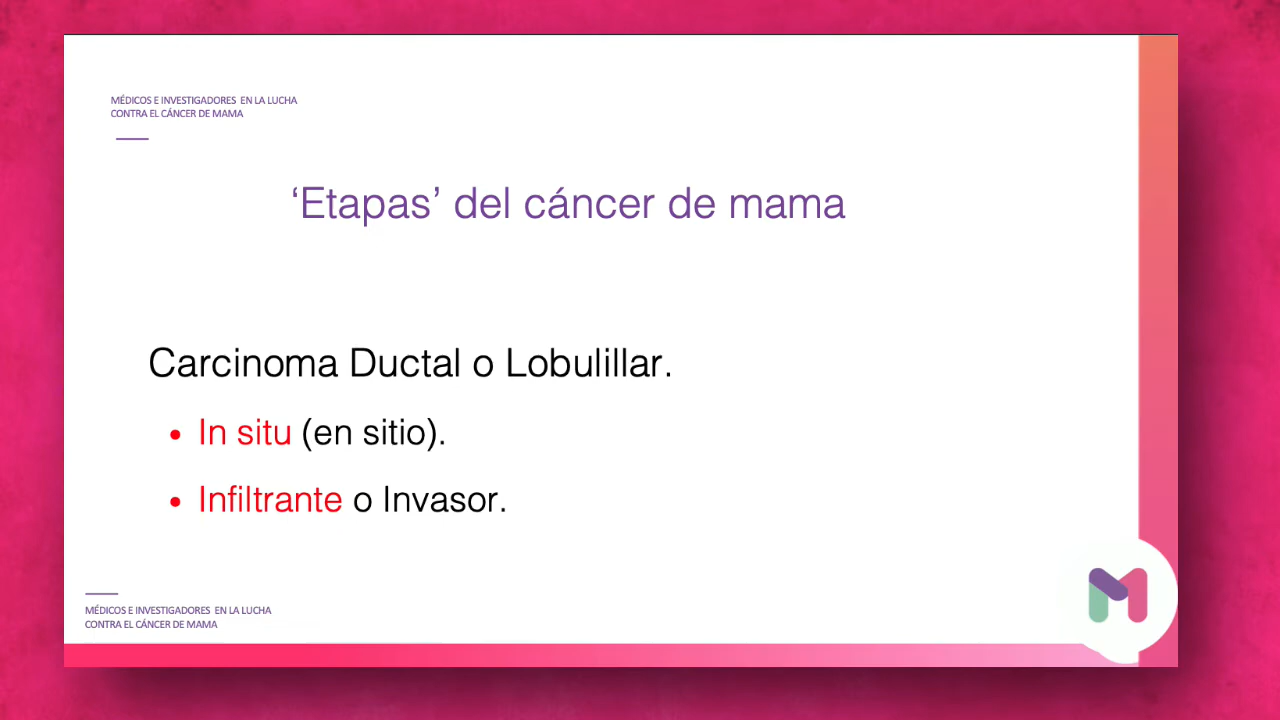 MÉDICOS E INVESTIGADORES EN LA LUCHA
CONTRA EL CÁNCER DE MAMA
‘Etapas’ del cáncer de mama
Carcinoma Ductal o Lobulillar.
• In situ (en sitio).
• Infiltrante o Invasor.
MÉDICOS E INVESTIGADORES EN LA LUCHA
CONTRA EL CÁNCER DE MAMA